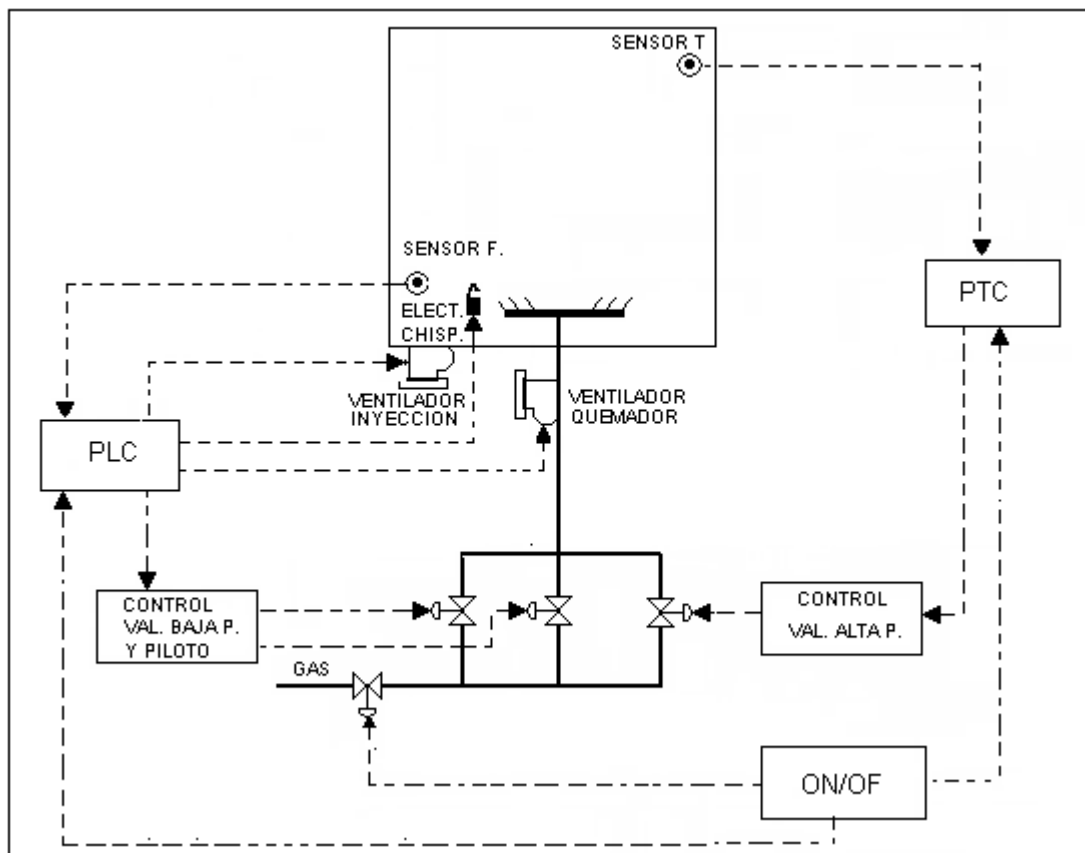 SENSOR T
SENSOR F.
PTC
ELECT.
CHISP.
VENTILADOR
INYECCION
VENTILADOR
QUEMADOR
PLC
CONTROL
VAL. BAJA P.
Y PILOTO
CONTROL
VAL. ALTA P.
GAS
ON/OF